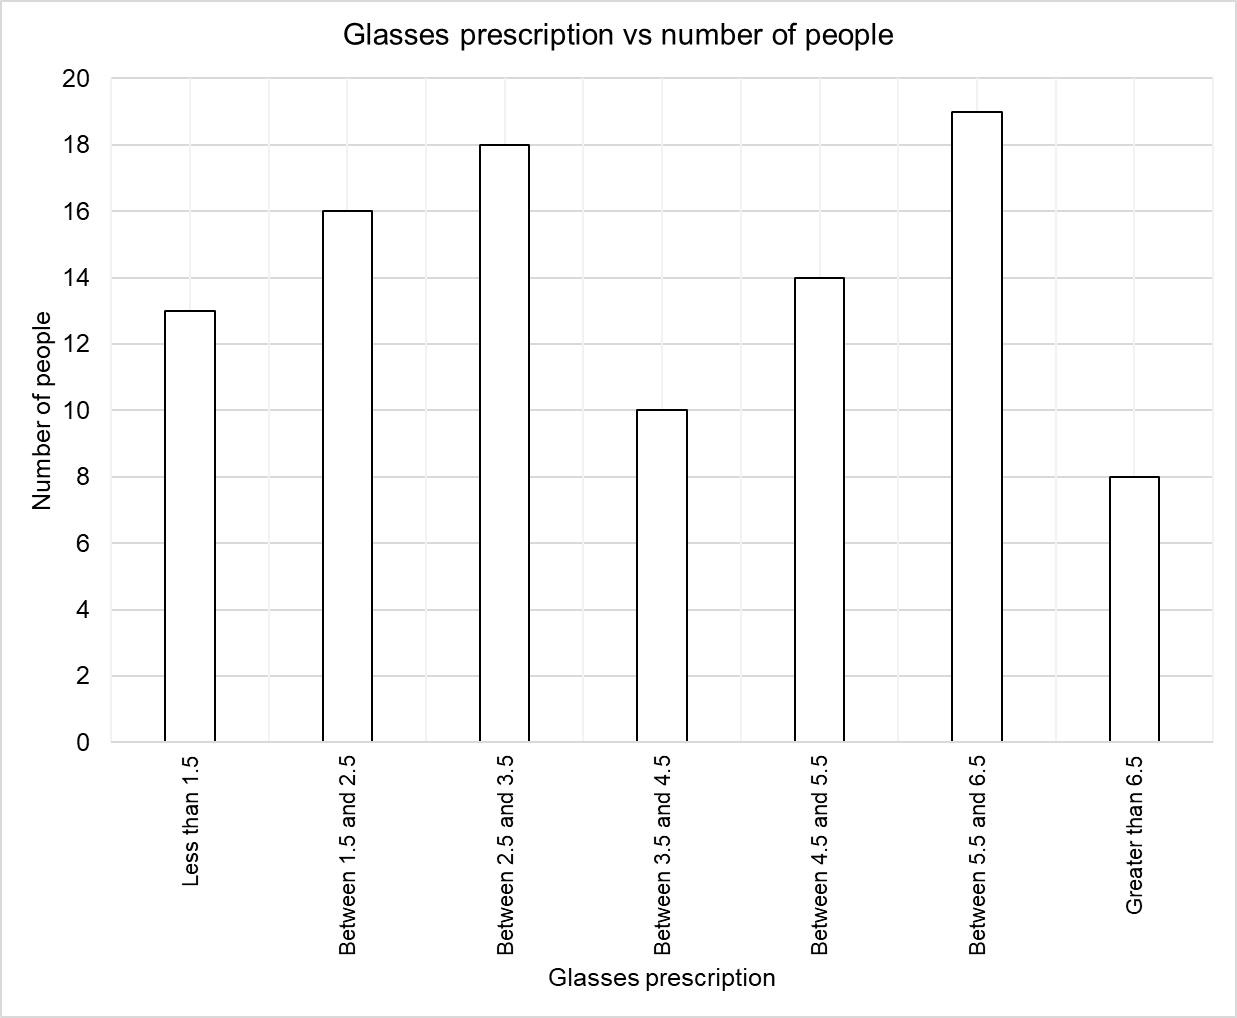 Glasses prescription vs number of people
20
18
16
14
12
10
8
6
4
2
0
Number of people
Less than 1.5
Between 1.5 and 2.5
Between 2.5 and 3.5
Between 3.5 and 4.5
Between 4.5 and 5.5
Between 5.5 and 6.5
Greater than 6.5
Glasses prescription